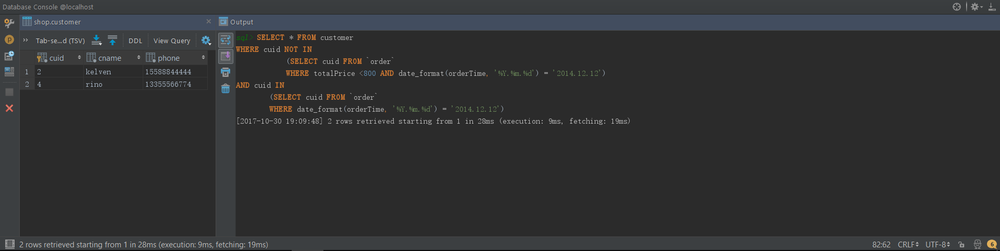 Database Console @localhost
shop.customer
Output
Tab-se...d (TSV)
DDL
View Query
cuid cname phone
1 2 kelven 15588844444
2 4 rino 13355566774
sql> SELECT * FROM customer
WHERE cuid NOT IN
(SELECT cuid FROM `order`
WHERE totalPrice <800 AND date_format(orderTime, '%Y.%m.%d') = '2014.12.12')
AND cuid IN
(SELECT cuid FROM `order`
WHERE date_format(orderTime, '%Y.%m.%d') = '2014.12.12')
[2017-10-30 19:09:48] 2 rows retrieved starting from 1 in 28ms (execution: 9ms, fetching: 19ms)
2 rows retrieved starting from 1 in 28ms (execution: 9ms, fetching: 19ms)
82:62 CRLF UTF-8 6